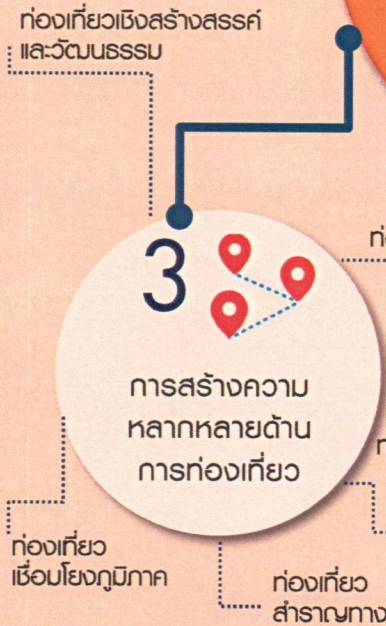 ท่องเที่ยวเชิงสร้างสรรค์
และวัฒนธรรม
3
การสร้างความ
หลากหลายด้าน
การท่องเที่ยว
ท่องเที่ยว
เชื่อมโยงภูมิภาค
ท่องเที่ยว
สำราญทาง